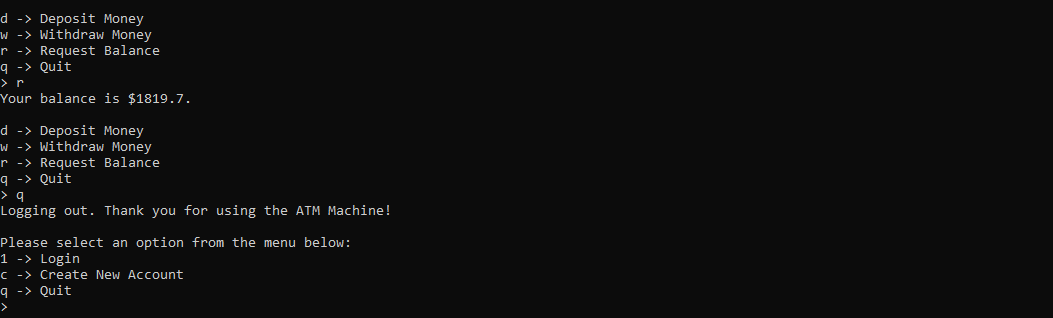 d -> Deposit Money
w -> Withdraw Money
r -> Request Balance
q -> Quit
> r
Your balance is $1819.7.
d -> Deposit Money
w -> Withdraw Money
r -> Request Balance
q -> Quit
> q
Logging out. Thank you for using the ATM Machine!
Please select an option from the menu below:
l -> Login
c -> Create New Account
q -> Quit
>